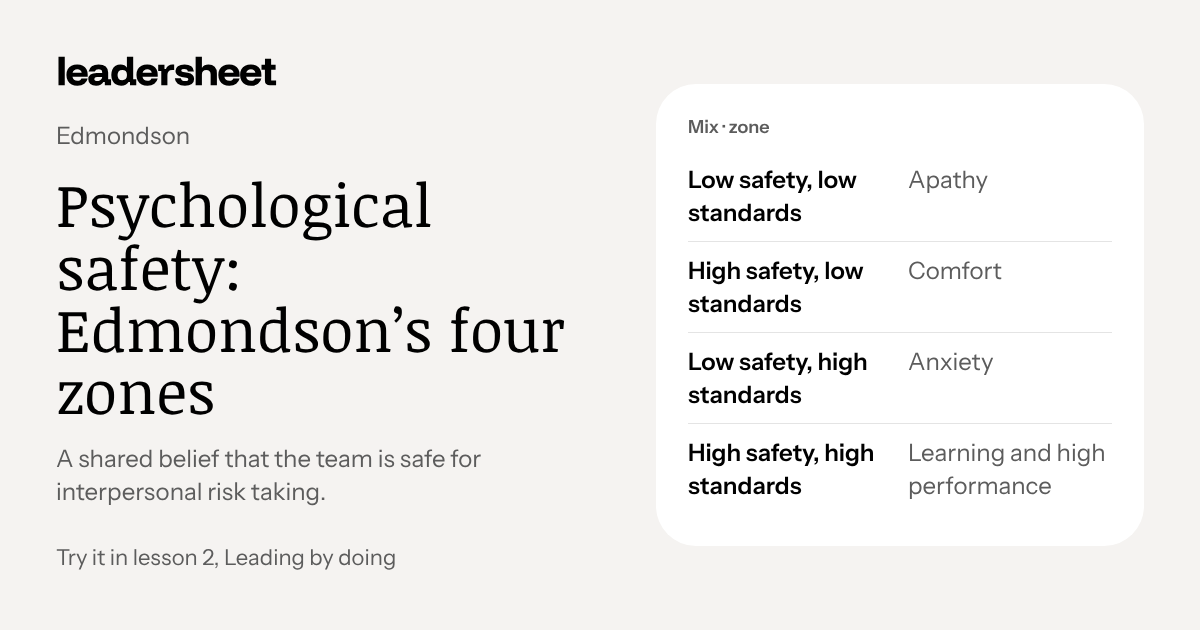 leadersheet
Edmondson
Psychological
safety:
Edmondson’s four
zones
A shared belief that the team is safe for
interpersonal risk taking.
Try it in lesson 2, Leading by doing
Mix · zone
Low safety, low
standards
Apathy
High safety, low
standards
Comfort
Low safety, high
standards
Anxiety
High safety, high
standards
Learning and high
performance